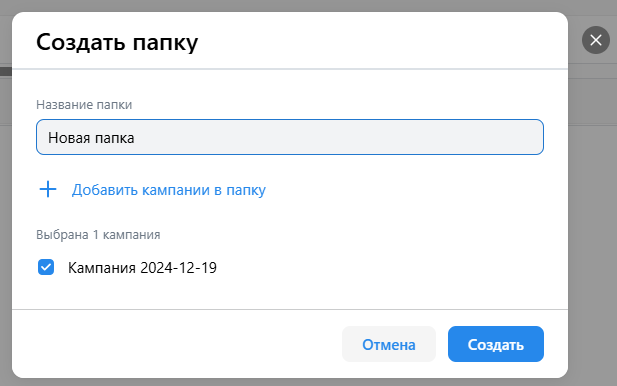 Создать папку
Название папки
Новая папка
Добавить кампании в папку
Выбрана 1 кампания
Кампания 2024-12-19
Отмена
Создать